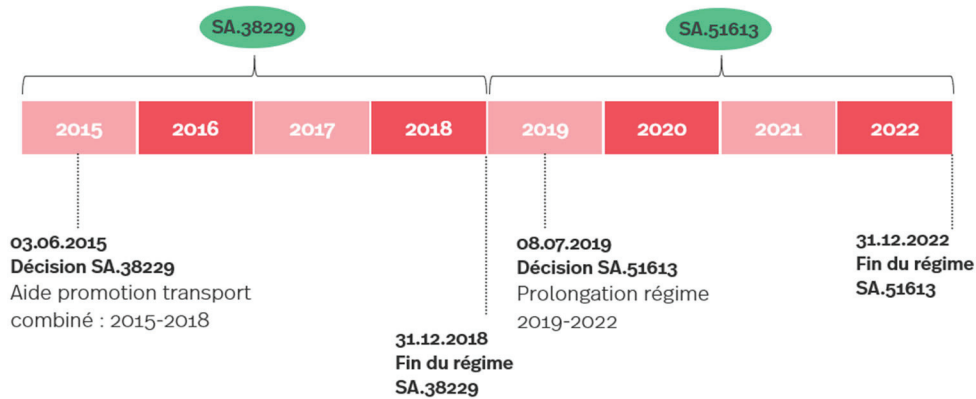 SA.38229
SA.51613
2015 2016 2017 2018 2019 2020 2021 2022
03.06.2015
Décision SA.38229
Aide promotion transport
combiné : 2015-2018
31.12.2018
Fin du régime
SA.38229
08.07.2019
Décision SA.51613
Prolongation régime
2019-2022
31.12.2022
Fin du régime
SA.51613